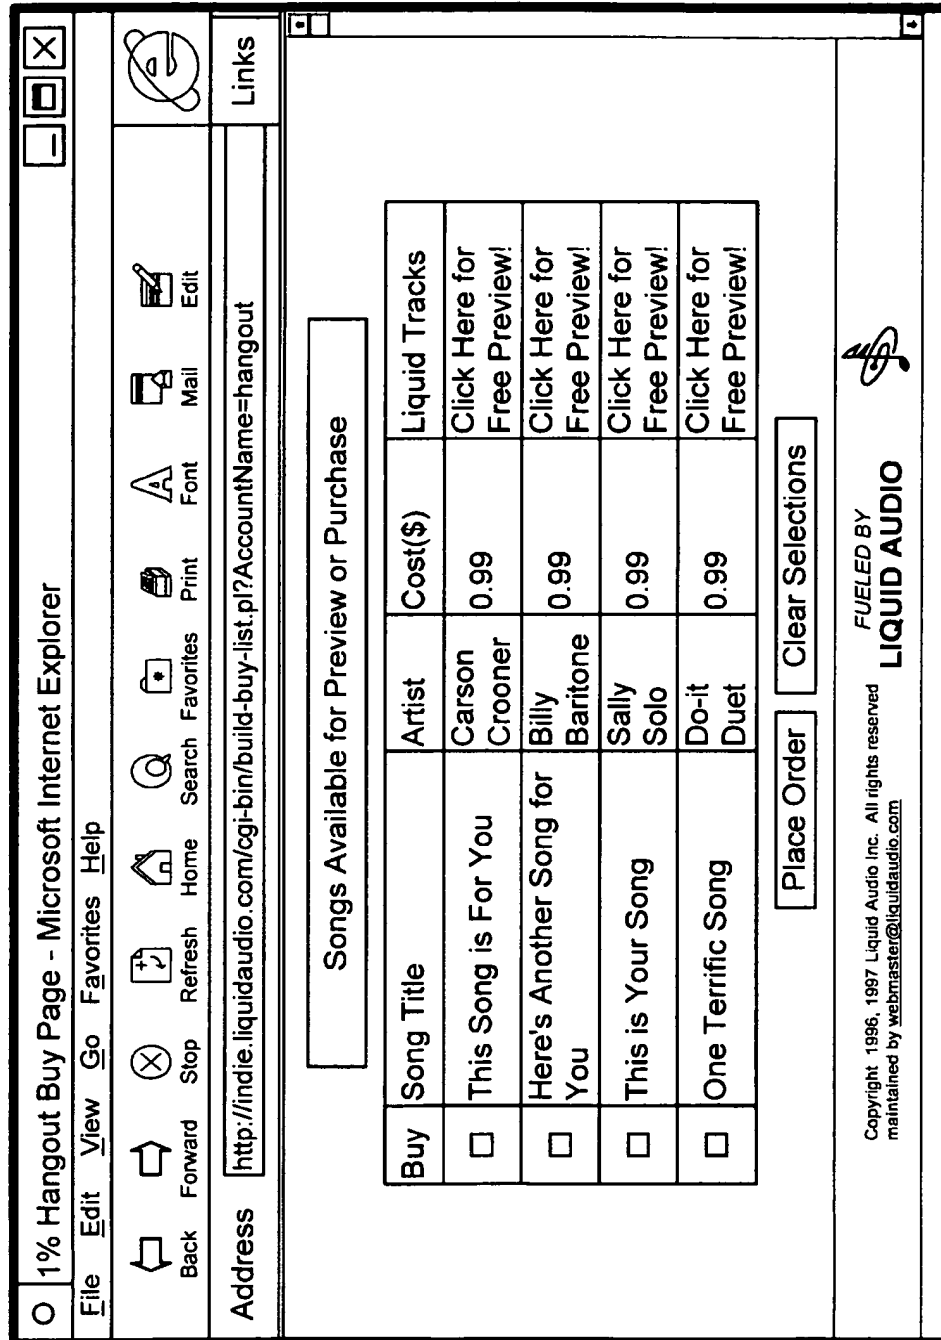 1% Hangout Buy Page - Microsoft Internet Explorer
File Edit View Go Favorites Help
Back Forward Stop Refresh Home Search Favorites Print Font Mail Edit
Address http://indie.liquidaudio.com/cgi-bin/build-buy-list.pl?AccountName=hangout Links
Songs Available for Preview or Purchase
Buy Song Title Artist Cost($) Liquid Tracks
This Song is For You Carson Crooner 0.99 Click Here for Free Preview!
Here's Another Song for You Billy Baritone 0.99 Click Here for Free Preview!
This is Your Song Sally Solo 0.99 Click Here for Free Preview!
One Terrific Song Do-it Duet 0.99 Click Here for Free Preview!
Place Order Clear Selections
Copyright 1996, 1997 Liquid Audio Inc. All rights reserved
maintained by webmaster@liquidaudio.com
FUELED BY
LIQUID AUDIO